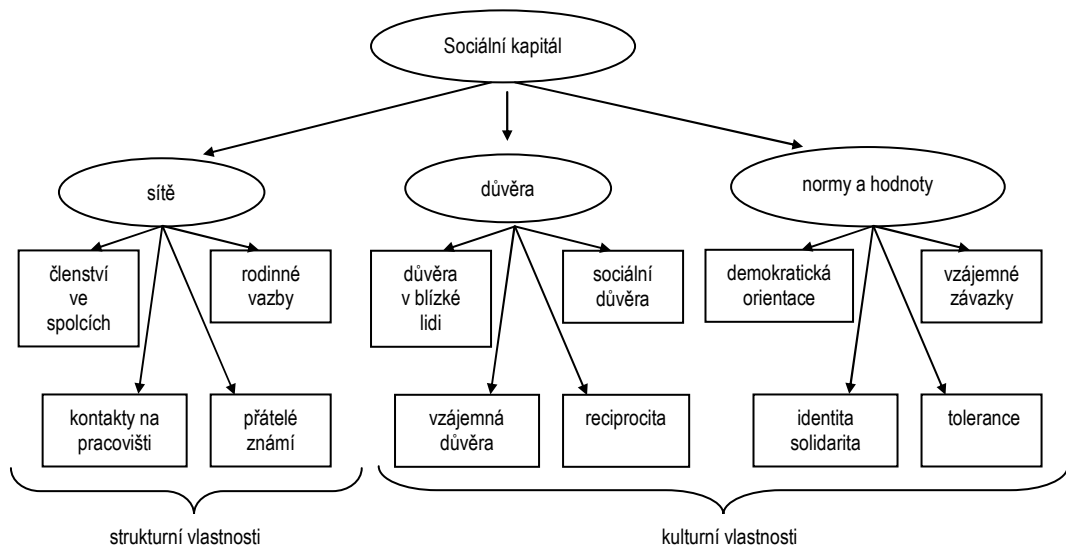 Sociální kapitál
sítě
důvěra
normy a hodnoty
členství
ve
spolcích
rodinné
vazby
důvěra
v blízké
lidi
sociální
důvěra
demokratická
orientace
vzájemné
závazky
kontakty na
pracovišti
přátelé
známí
vzájemná
důvěra
reciprocita
identita
solidarita
tolerance
strukturní vlastnosti
kulturní vlastnosti